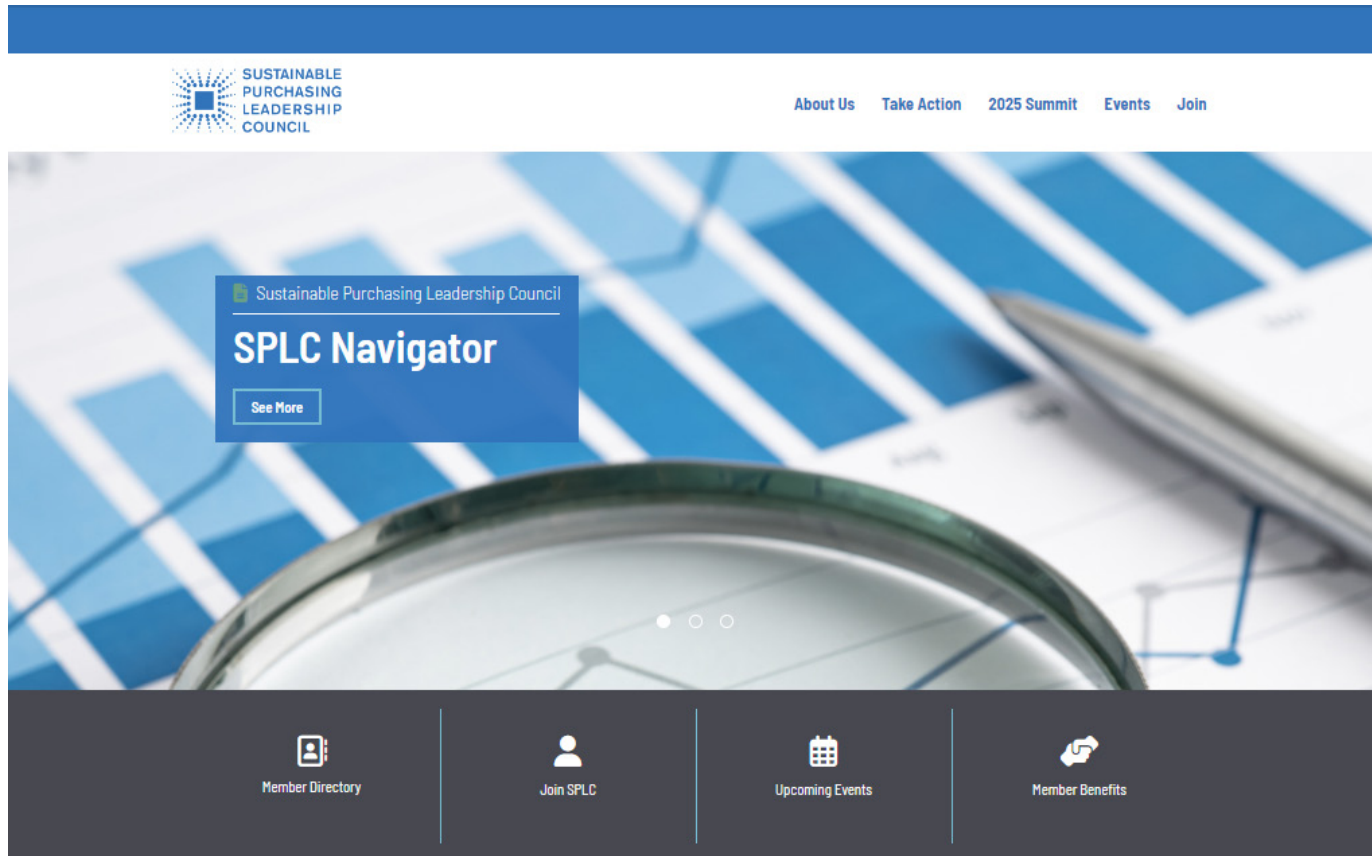 SUSTAINABLE
PURCHASING
LEADERSHIP
COUNCIL
About Us Take Action 2025 Summit Events Join
Sustainable Purchasing Leadership Council
SPLC Navigator
See More
Member Directory Join SPLC Upcoming Events Member Benefits